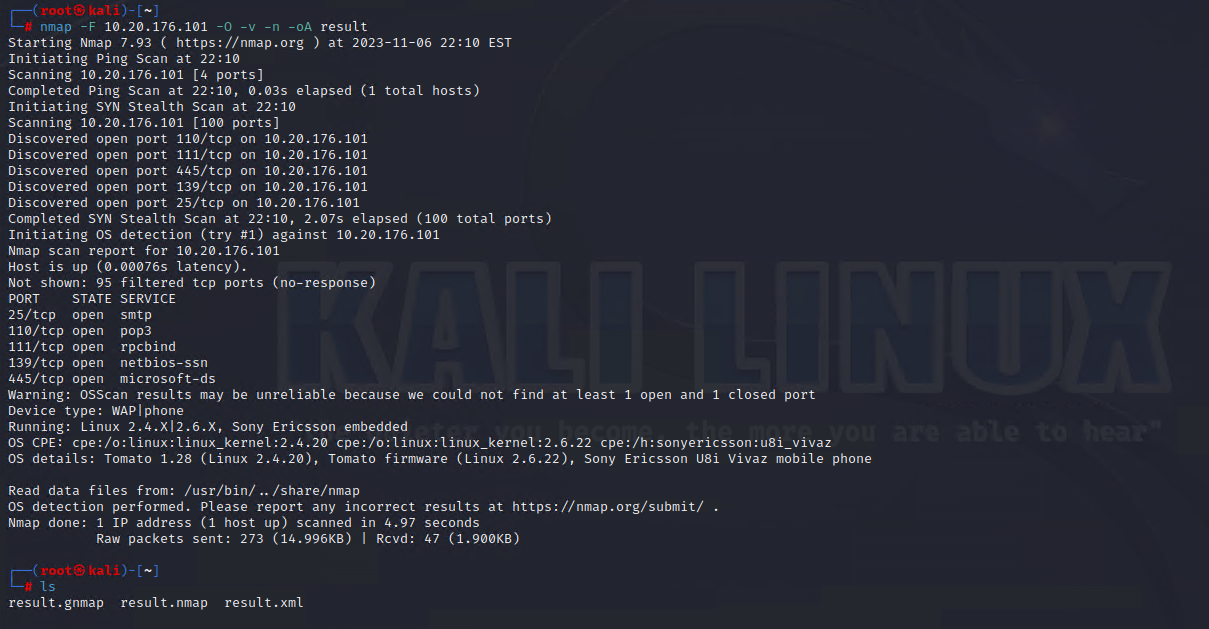 ┌──(root㉿kali)-[~]
└─# nmap -F 10.20.176.101 -O -v -n -oA result
Starting Nmap 7.93 ( https://nmap.org ) at 2023-11-06 22:10 EST
Initiating Ping Scan at 22:10
Scanning 10.20.176.101 [4 ports]
Completed Ping Scan at 22:10, 0.03s elapsed (1 total hosts)
Initiating SYN Stealth Scan at 22:10
Scanning 10.20.176.101 [100 ports]
Discovered open port 110/tcp on 10.20.176.101
Discovered open port 111/tcp on 10.20.176.101
Discovered open port 445/tcp on 10.20.176.101
Discovered open port 139/tcp on 10.20.176.101
Discovered open port 25/tcp on 10.20.176.101
Completed SYN Stealth Scan at 22:10, 2.07s elapsed (100 total ports)
Initiating OS detection (try #1) against 10.20.176.101
Nmap scan report for 10.20.176.101
Host is up (0.00076s latency).
Not shown: 95 filtered tcp ports (no-response)
PORT    STATE SERVICE
25/tcp  open  smtp
110/tcp open  pop3
111/tcp open  rpcbind
139/tcp open  netbios-ssn
445/tcp open  microsoft-ds
Warning: OSScan results may be unreliable because we could not find at least 1 open and 1 closed port
Device type: WAP|phone
Running: Linux 2.4.X|2.6.X, Sony Ericsson embedded
OS CPE: cpe:/o:linux:linux_kernel:2.4.20 cpe:/o:linux:linux_kernel:2.6.22 cpe:/h:sonyericsson:u8i_vivaz
OS details: Tomato 1.28 (Linux 2.4.20), Tomato firmware (Linux 2.6.22), Sony Ericsson U8i Vivaz mobile phone
Read data files from: /usr/bin/../share/nmap
OS detection performed. Please report any incorrect results at https://nmap.org/submit/ .
Nmap done: 1 IP address (1 host up) scanned in 4.97 seconds
           Raw packets sent: 273 (14.996KB) | Rcvd: 47 (1.900KB)
┌──(root㉿kali)-[~]
└─# ls
result.gnmap  result.nmap  result.xml
KALI LINUX
you become, the more you are able to hear"